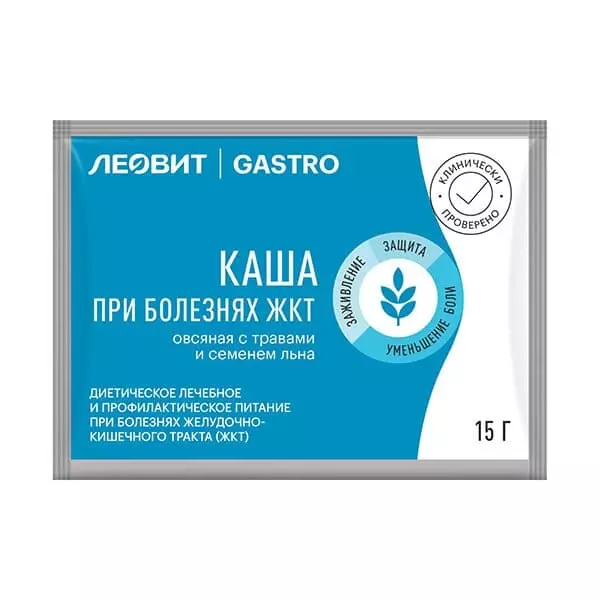 ЛЕОВИТ | GASTRO
КЛИНИЧЕСКИ
ПРОВЕРЕНО
КАША
ПРИ БОЛЕЗНЯХ ЖКТ
овсяная с травами
и семенем льна
ЗАЖИВЛЕНИЕ
ЗАЩИТА
УМЕНЬШЕНИЕ БОЛИ
ДИЕТИЧЕСКОЕ ЛЕЧЕБНОЕ
И ПРОФИЛАКТИЧЕСКОЕ ПИТАНИЕ
ПРИ БОЛЕЗНЯХ ЖЕЛУДОЧНО-
КИШЕЧНОГО ТРАКТА (ЖКТ)
15 Г